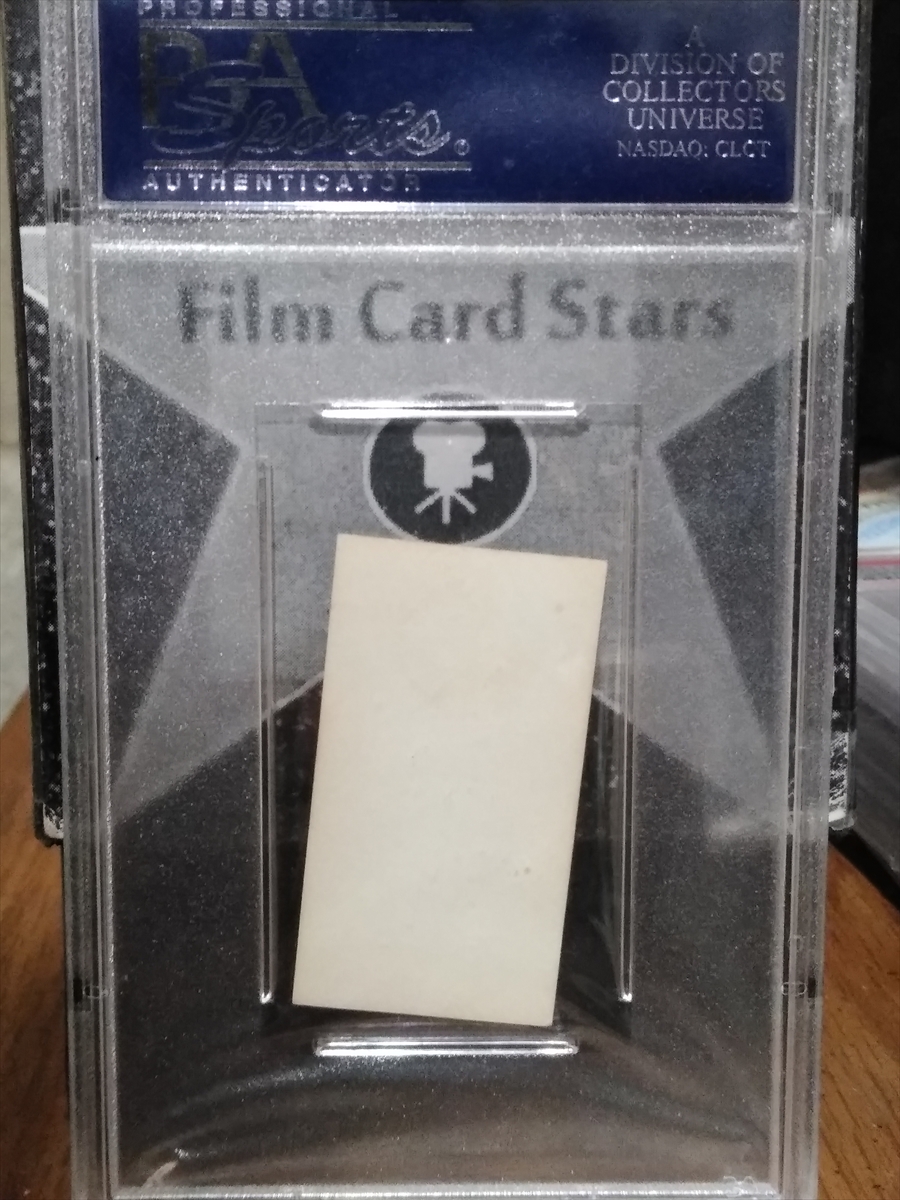 PROFESSIONAL
PSA
Sports®
AUTHENTICATOR
A
DIVISION OF
COLLECTORS
UNIVERSE
NASDAQ: CLCT
Film Card Stars